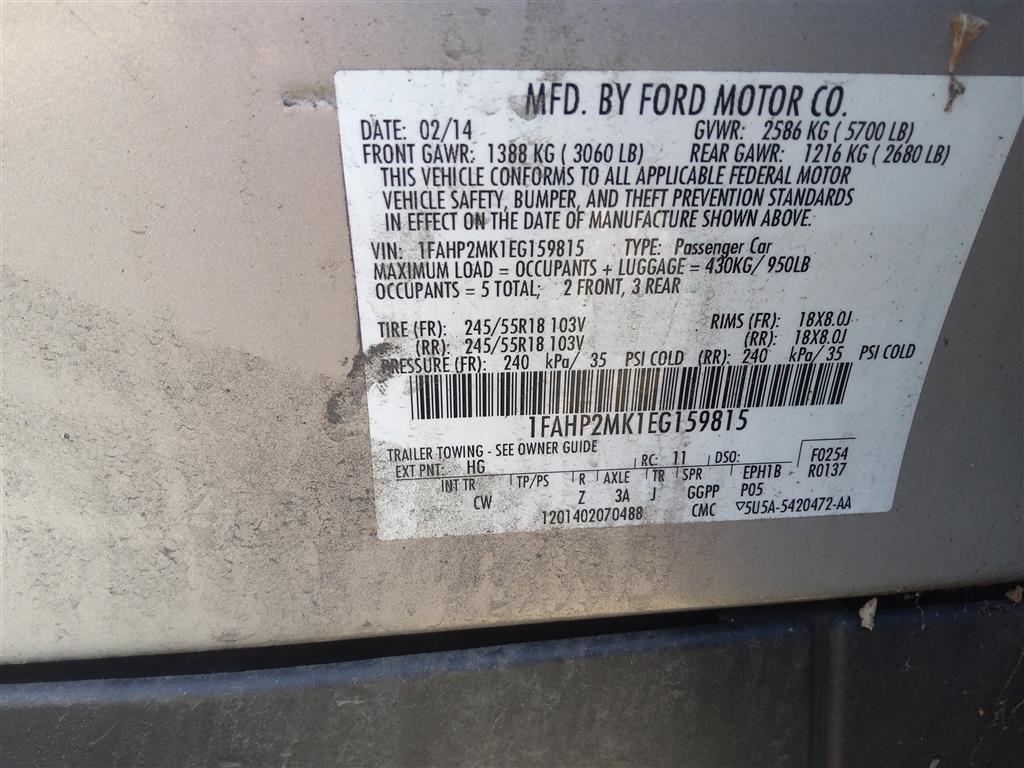 MFD. BY FORD MOTOR CO.
DATE: 02/14 GVWR: 2586 KG ( 5700 LB)
FRONT GAWR: 1388 KG ( 3060 LB) REAR GAWR: 1216 KG ( 2680 LB)
THIS VEHICLE CONFORMS TO ALL APPLICABLE FEDERAL MOTOR
VEHICLE SAFETY, BUMPER, AND THEFT PREVENTION STANDARDS
IN EFFECT ON THE DATE OF MANUFACTURE SHOWN ABOVE.
VIN: 1FAHP2MK1EG159815 TYPE: Passenger Car
MAXIMUM LOAD = OCCUPANTS + LUGGAGE = 430KG/ 950LB
OCCUPANTS = 5 TOTAL; 2 FRONT, 3 REAR
TIRE (FR): 245/55R18 103V RIMS (FR): 18X8.0J
(RR): 245/55R18 103V (RR): 18X8.0J
PRESSURE (FR): 240 kPa/ 35 PSI COLD (RR): 240 kPa/ 35 PSI COLD
1FAHP2MK1EG159815
TRAILER TOWING - SEE OWNER GUIDE
EXT PNT: HG RC: 11 DSO: F0254
INT TR TP/PS R AXLE TR SPR EPH1B R0137
CW Z 3A J GGPP P05
1201402070488 CMC ▽5U5A-5420472-AA